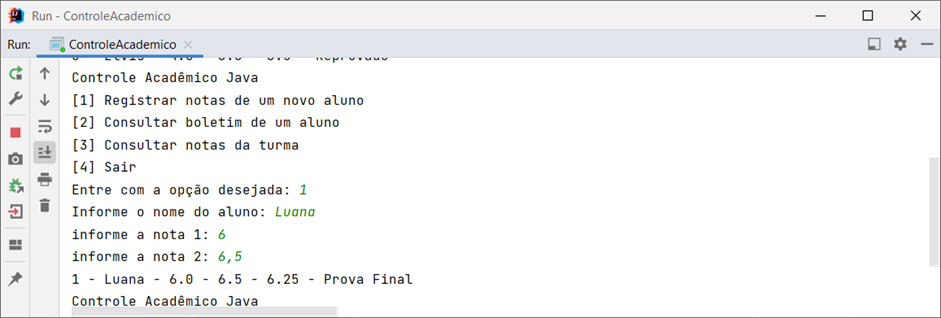 Run - ControleAcademico
Run: ControleAcademico
Controle Acadêmico Java
[1] Registrar notas de um novo aluno
[2] Consultar boletim de um aluno
[3] Consultar notas da turma
[4] Sair
Entre com a opção desejada: 1
Informe o nome do aluno: Luana
informe a nota 1: 6
informe a nota 2: 6,5
1 - Luana - 6.0 - 6.5 - 6.25 - Prova Final
Controle Acadêmico Java